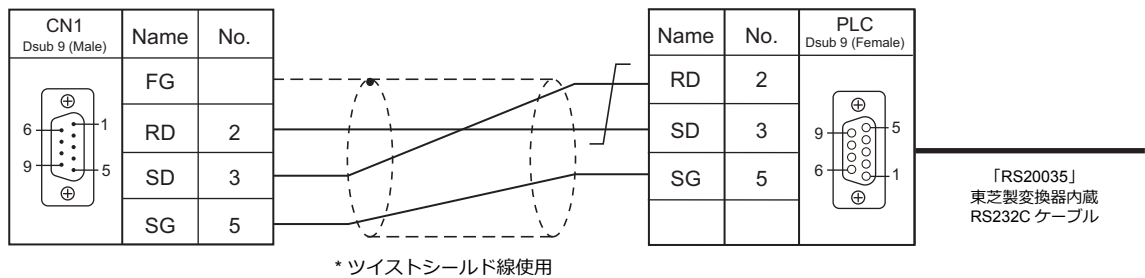 CN1
Dsub 9 (Male)
Name
No.
FG
RD
2
SD
3
SG
5
6
1
9
5
Name
No.
PLC
Dsub 9 (Female)
RD
2
SD
3
SG
5
9
5
6
1
「RS20035」
東芝製変換器内蔵
RS232C ケーブル
* ツイストシールド線使用